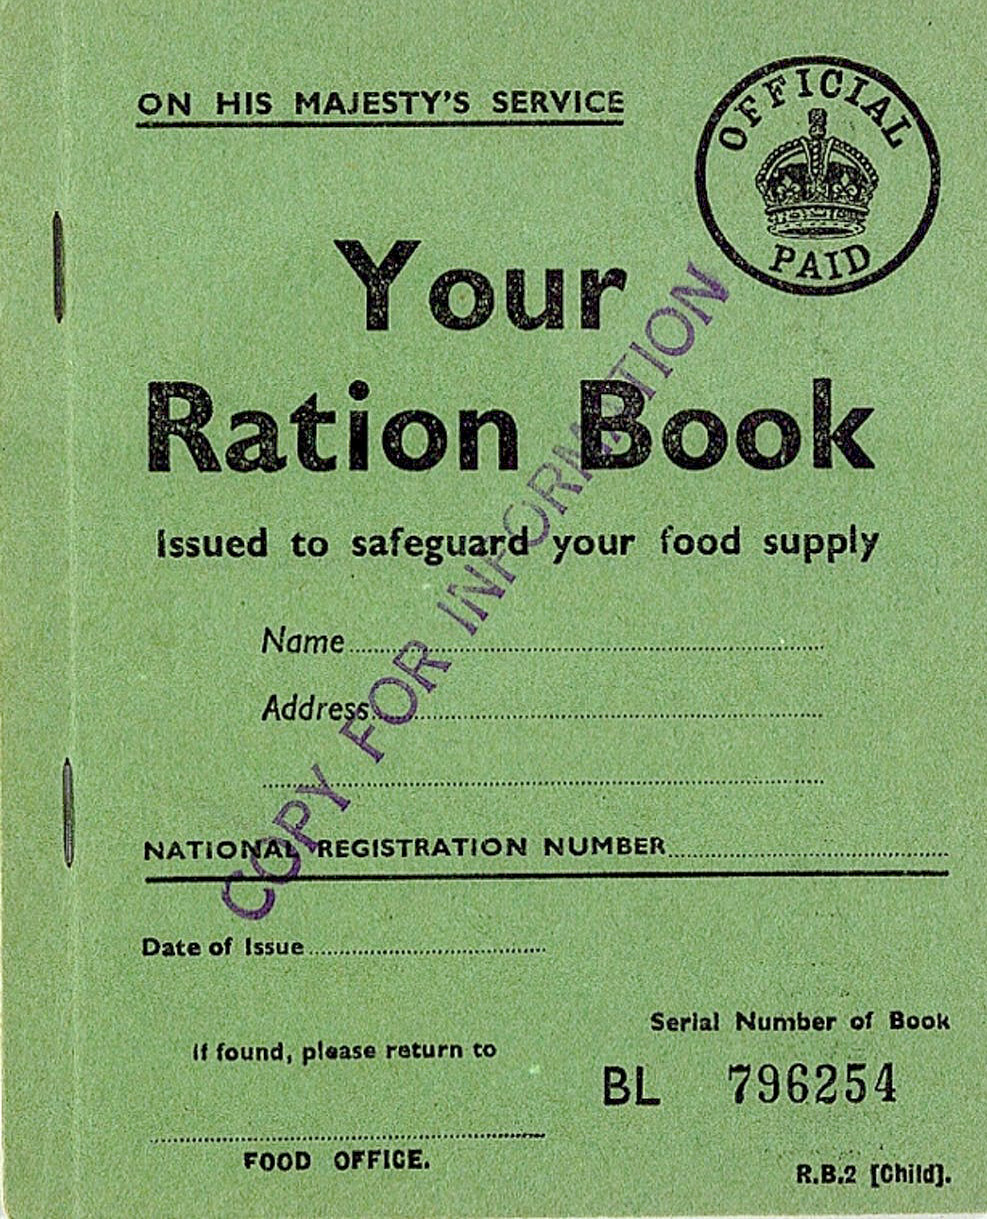 ON HIS MAJESTY'S SERVICE
OFFICIAL
PAID
Your
Ration Book
Issued to safeguard your food supply
Name
Address
NATIONAL REGISTRATION NUMBER
Date of Issue
Serial Number of Book
If found, please return to
BL 796254
FOOD OFFICE.
R.B.2 [Child].
COPY FOR INFORMATION